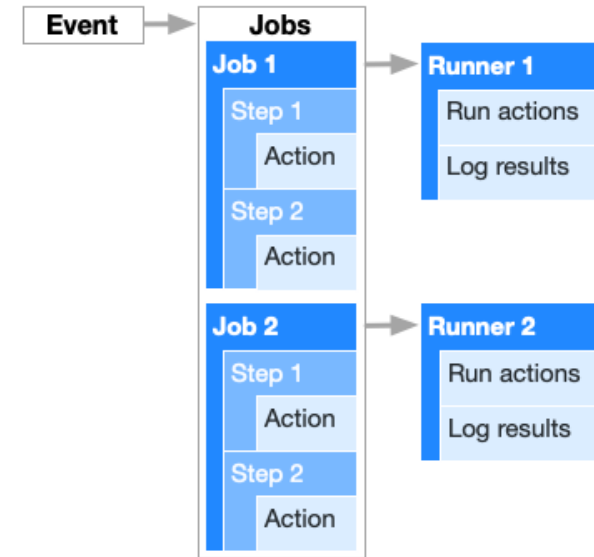 Event
Jobs
Job 1
Step 1
Action
Step 2
Action
Runner 1
Run actions
Log results
Job 2
Step 1
Action
Step 2
Action
Runner 2
Run actions
Log results